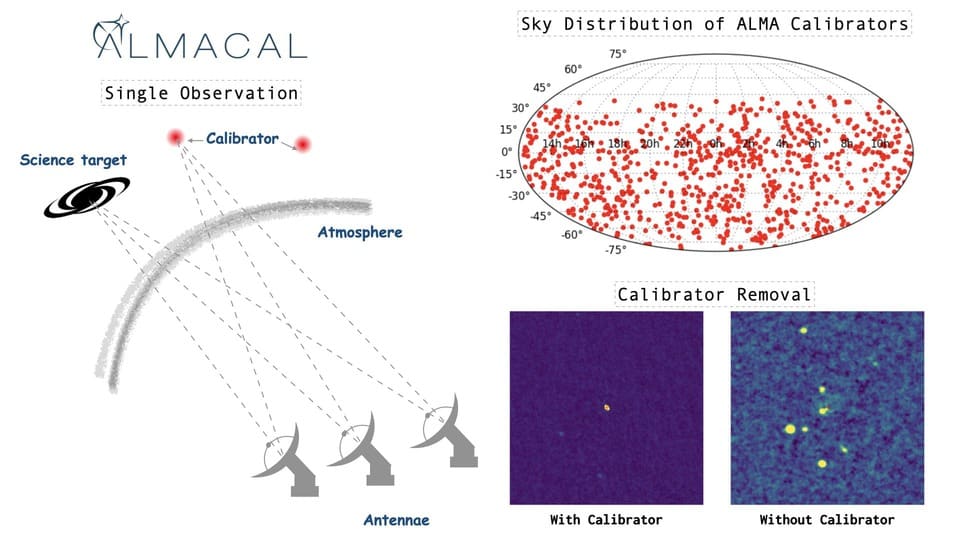 ALMACAL
Single Observation
Calibrator
Science target
Atmosphere
Antennae
Sky Distribution of ALMA Calibrators
75°
60°
45°
30°
15°
0°
-15°
-30°
-45°
-60°
-75°
14h 16h 18h 20h 22h 0h 2h 4h 6h 8h 10h
Calibrator Removal
With Calibrator
Without Calibrator